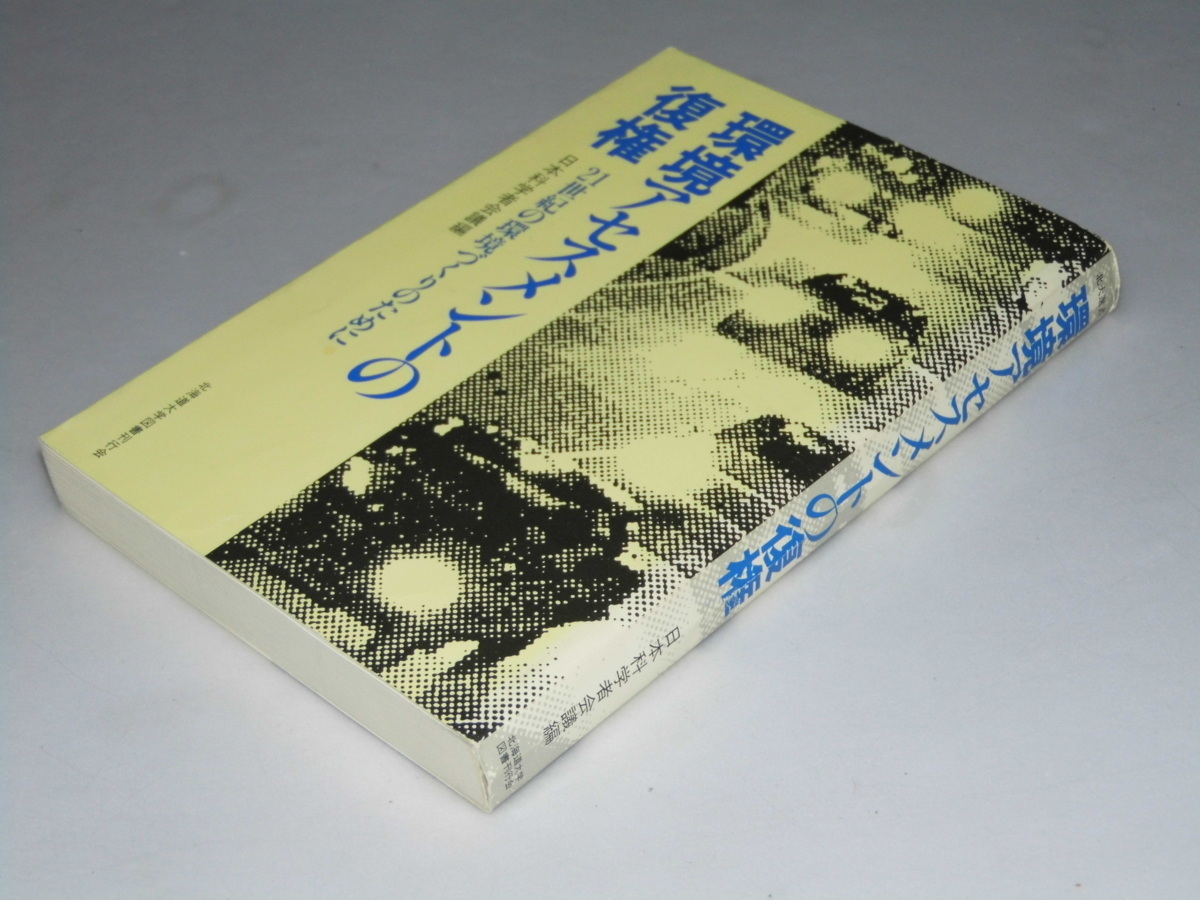 環境アセスメントの
復権
21世紀の環境づくりのために
日本科学者会議編
北海道大学図書刊行会
環境アセスメントの復権
日本科学者会議編
北海道大学
図書刊行会